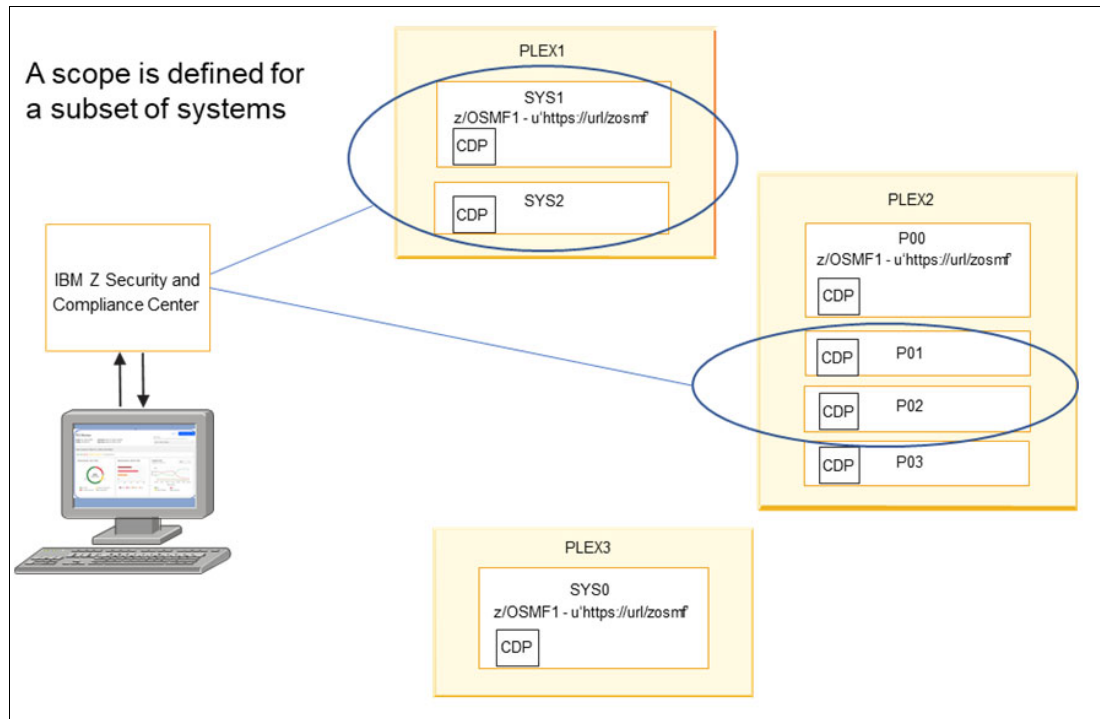 A scope is defined for
a subset of systems
PLEX1
SYS1
z/OSMF1 - u‘https://url/zosmf’
CDP
SYS2
CDP
IBM Z Security and
Compliance Center
PLEX2
P00
z/OSMF1 - u‘https://url/zosmf’
CDP
CDP
P01
CDP
P02
CDP
P03
PLEX3
SYS0
z/OSMF1 - u‘https://url/zosmf’
CDP